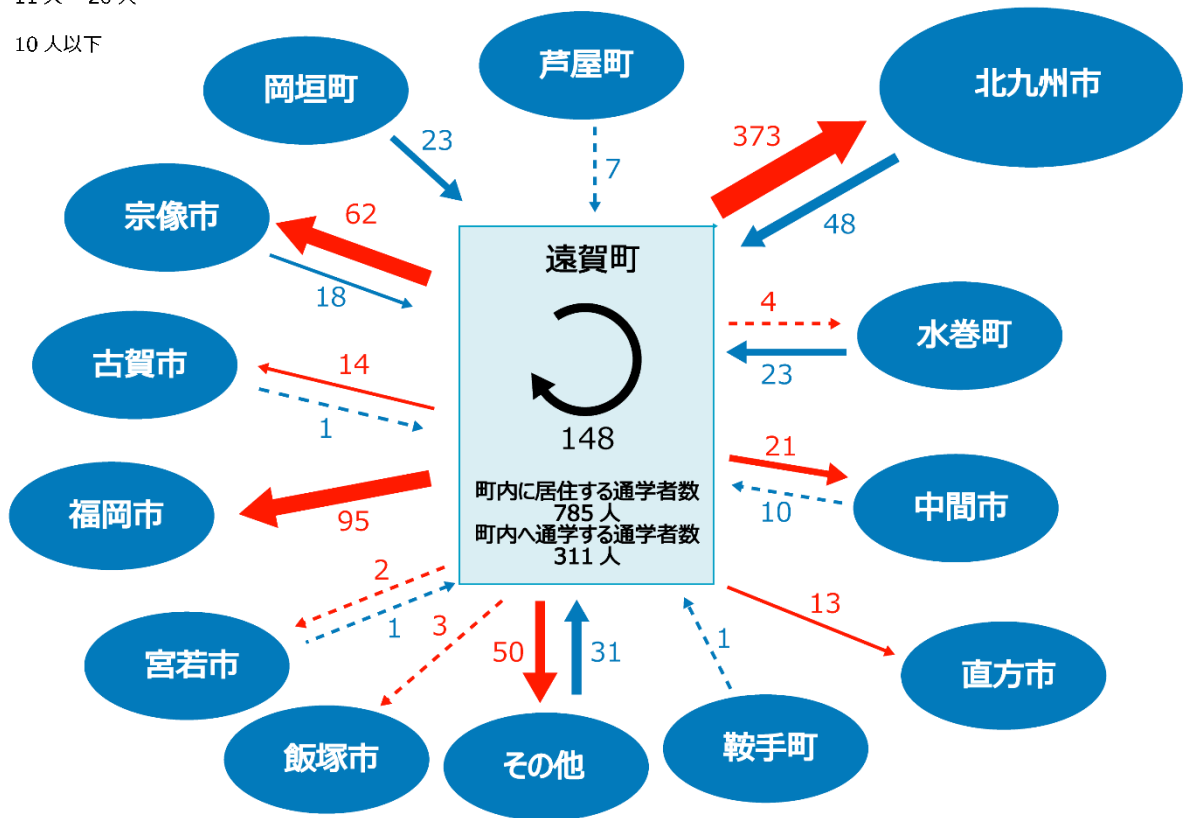 10 人以下
芦屋町
北九州市
岡垣町
373
23
7
宗像市
62
48
18
遠賀町
4
水巻町
古賀市
14
23
1
148
21
福岡市
95
町内に居住する通学者数
785 人
町内へ通学する通学者数
311 人
10
中間市
2
1
3
13
宮若市
50
31
1
直方市
飯塚市
その他
鞍手町